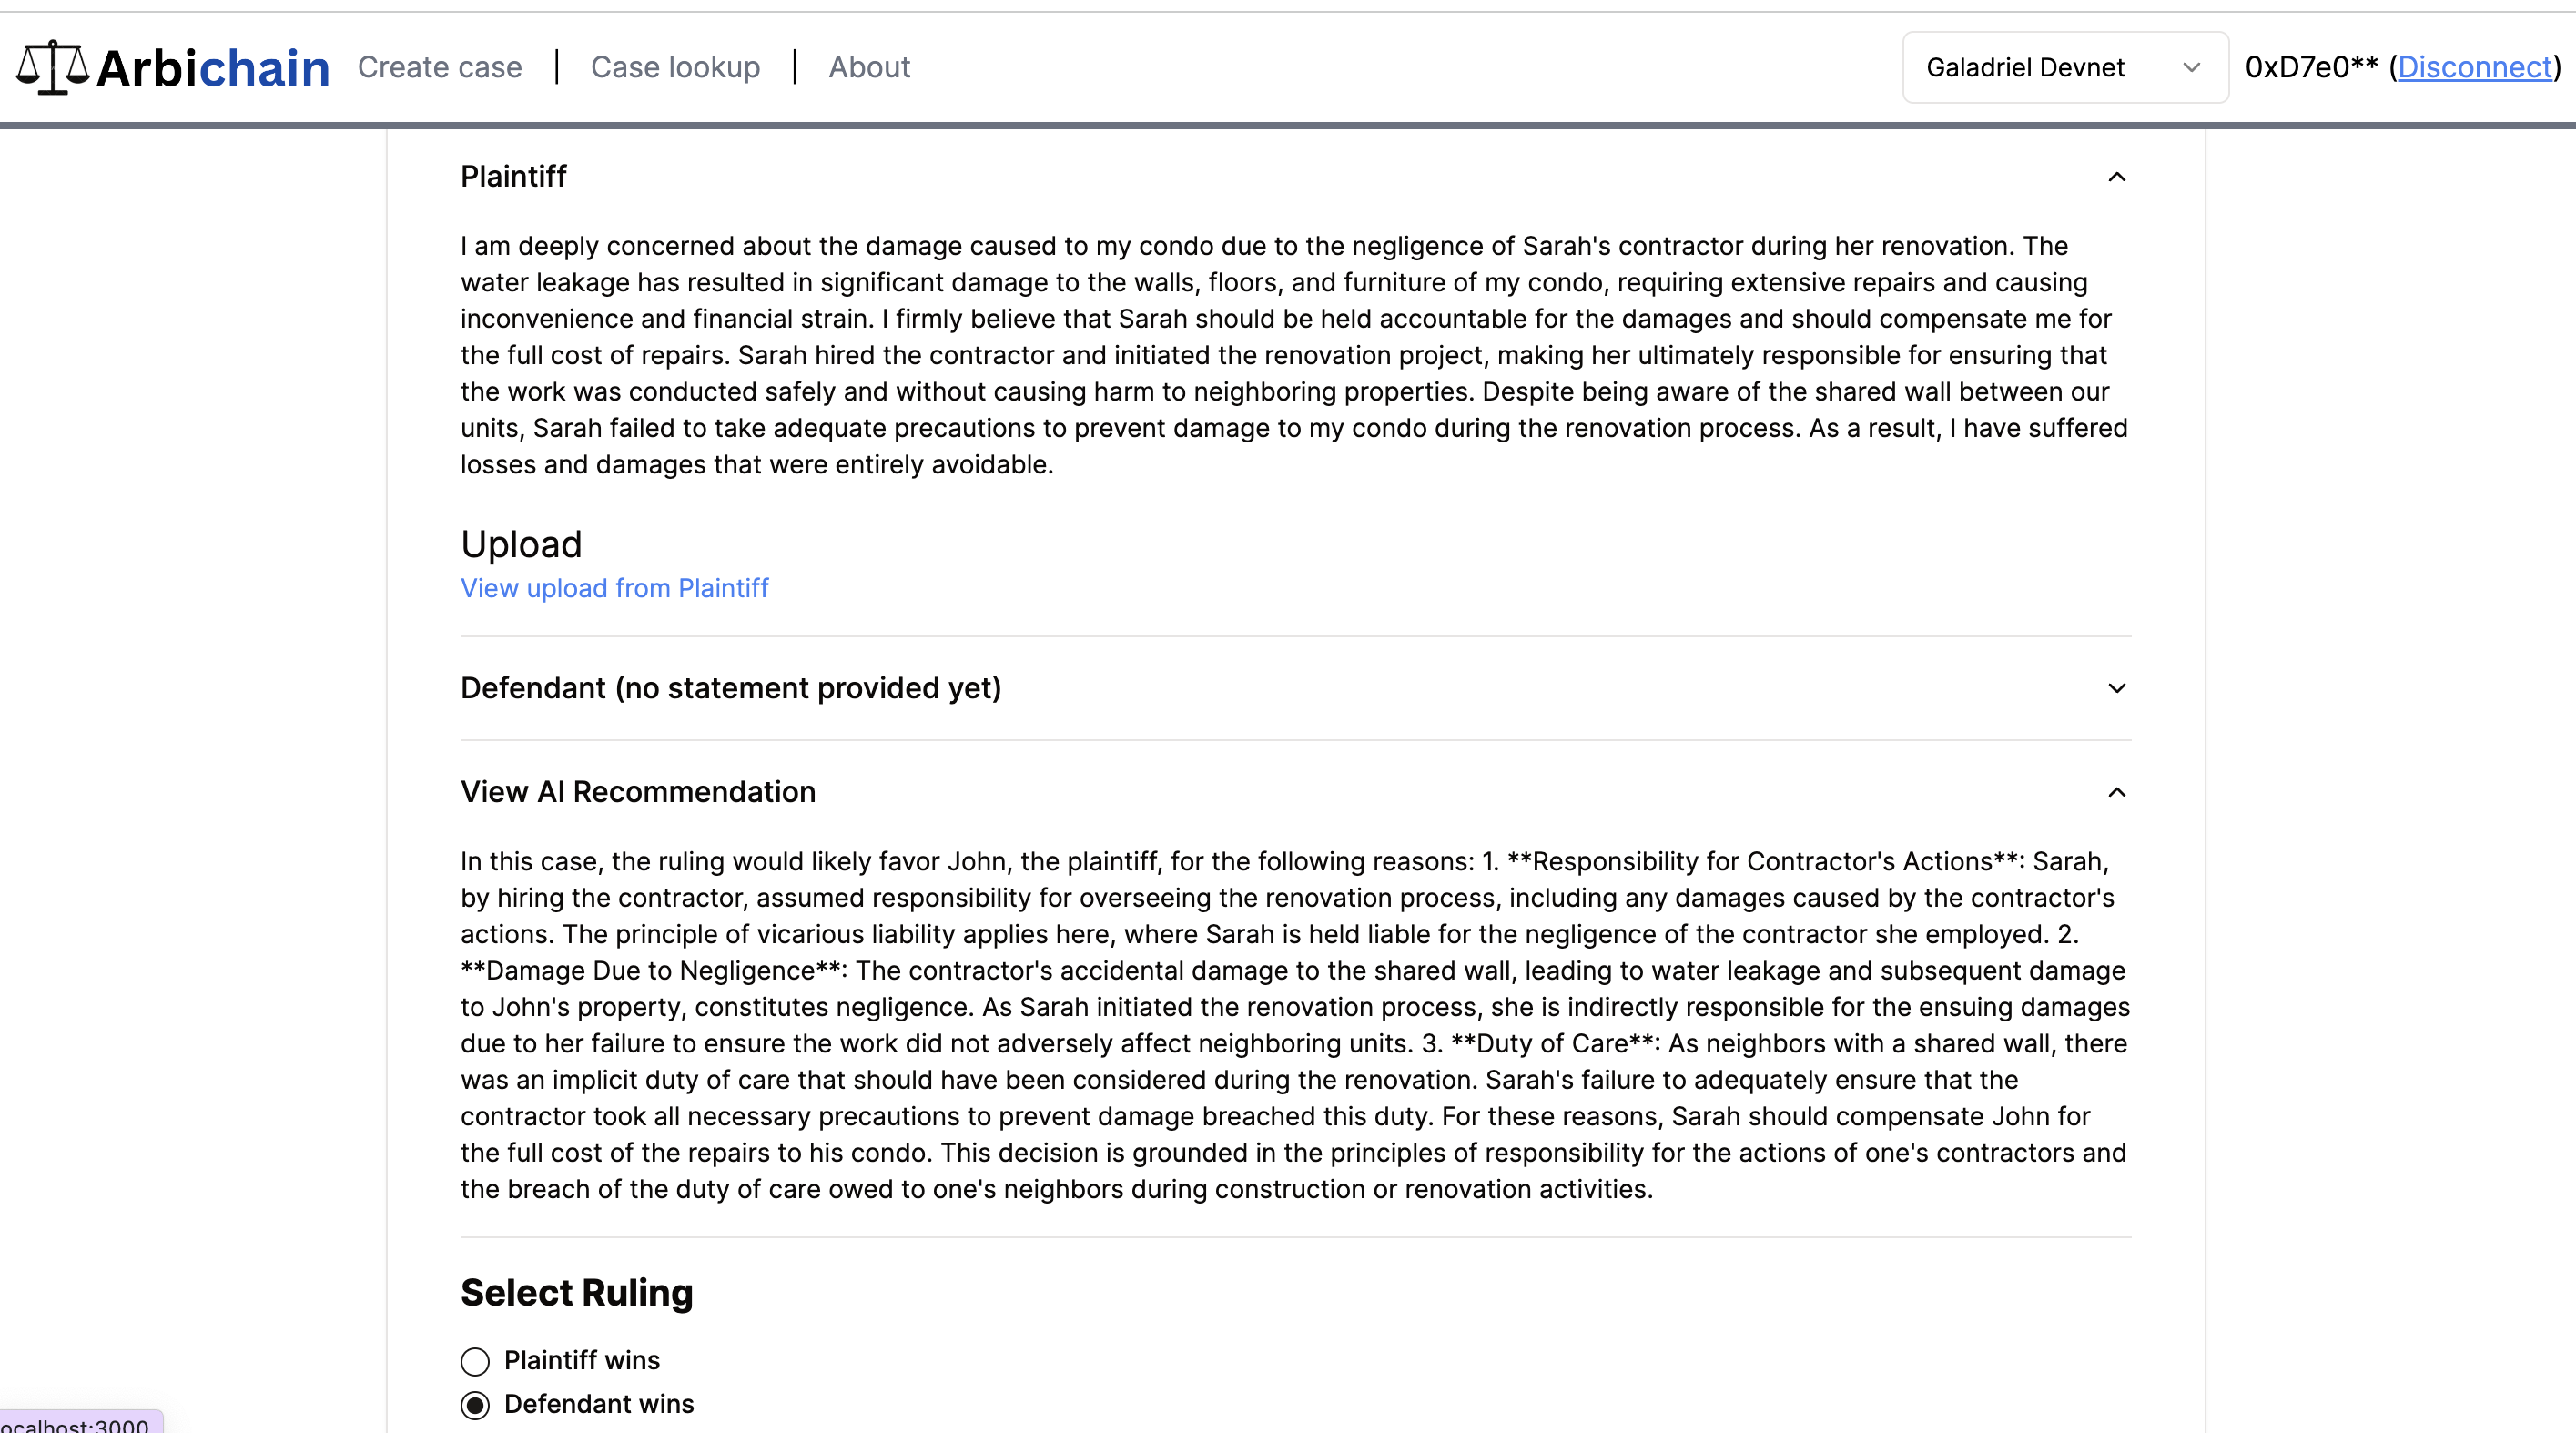 Arbichain Create case | Case lookup | About Galadriel Devnet 0xD7e0** (Disconnect)
Plaintiff
I am deeply concerned about the damage caused to my condo due to the negligence of Sarah's contractor during her renovation. The
water leakage has resulted in significant damage to the walls, floors, and furniture of my condo, requiring extensive repairs and causing
inconvenience and financial strain. I firmly believe that Sarah should be held accountable for the damages and should compensate me for
the full cost of repairs. Sarah hired the contractor and initiated the renovation project, making her ultimately responsible for ensuring that
the work was conducted safely and without causing harm to neighboring properties. Despite being aware of the shared wall between our
units, Sarah failed to take adequate precautions to prevent damage to my condo during the renovation process. As a result, I have suffered
losses and damages that were entirely avoidable.
Upload
View upload from Plaintiff
Defendant (no statement provided yet)
View AI Recommendation
In this case, the ruling would likely favor John, the plaintiff, for the following reasons: 1. **Responsibility for Contractor's Actions**: Sarah,
by hiring the contractor, assumed responsibility for overseeing the renovation process, including any damages caused by the contractor's
actions. The principle of vicarious liability applies here, where Sarah is held liable for the negligence of the contractor she employed. 2.
**Damage Due to Negligence**: The contractor's accidental damage to the shared wall, leading to water leakage and subsequent damage
to John's property, constitutes negligence. As Sarah initiated the renovation process, she is indirectly responsible for the ensuing damages
due to her failure to ensure the work did not adversely affect neighboring units. 3. **Duty of Care**: As neighbors with a shared wall, there
was an implicit duty of care that should have been considered during the renovation. Sarah's failure to adequately ensure that the
contractor took all necessary precautions to prevent damage breached this duty. For these reasons, Sarah should compensate John for
the full cost of the repairs to his condo. This decision is grounded in the principles of responsibility for the actions of one's contractors and
the breach of the duty of care owed to one's neighbors during construction or renovation activities.
Select Ruling
Plaintiff wins
Defendant wins
ocalhost:3000